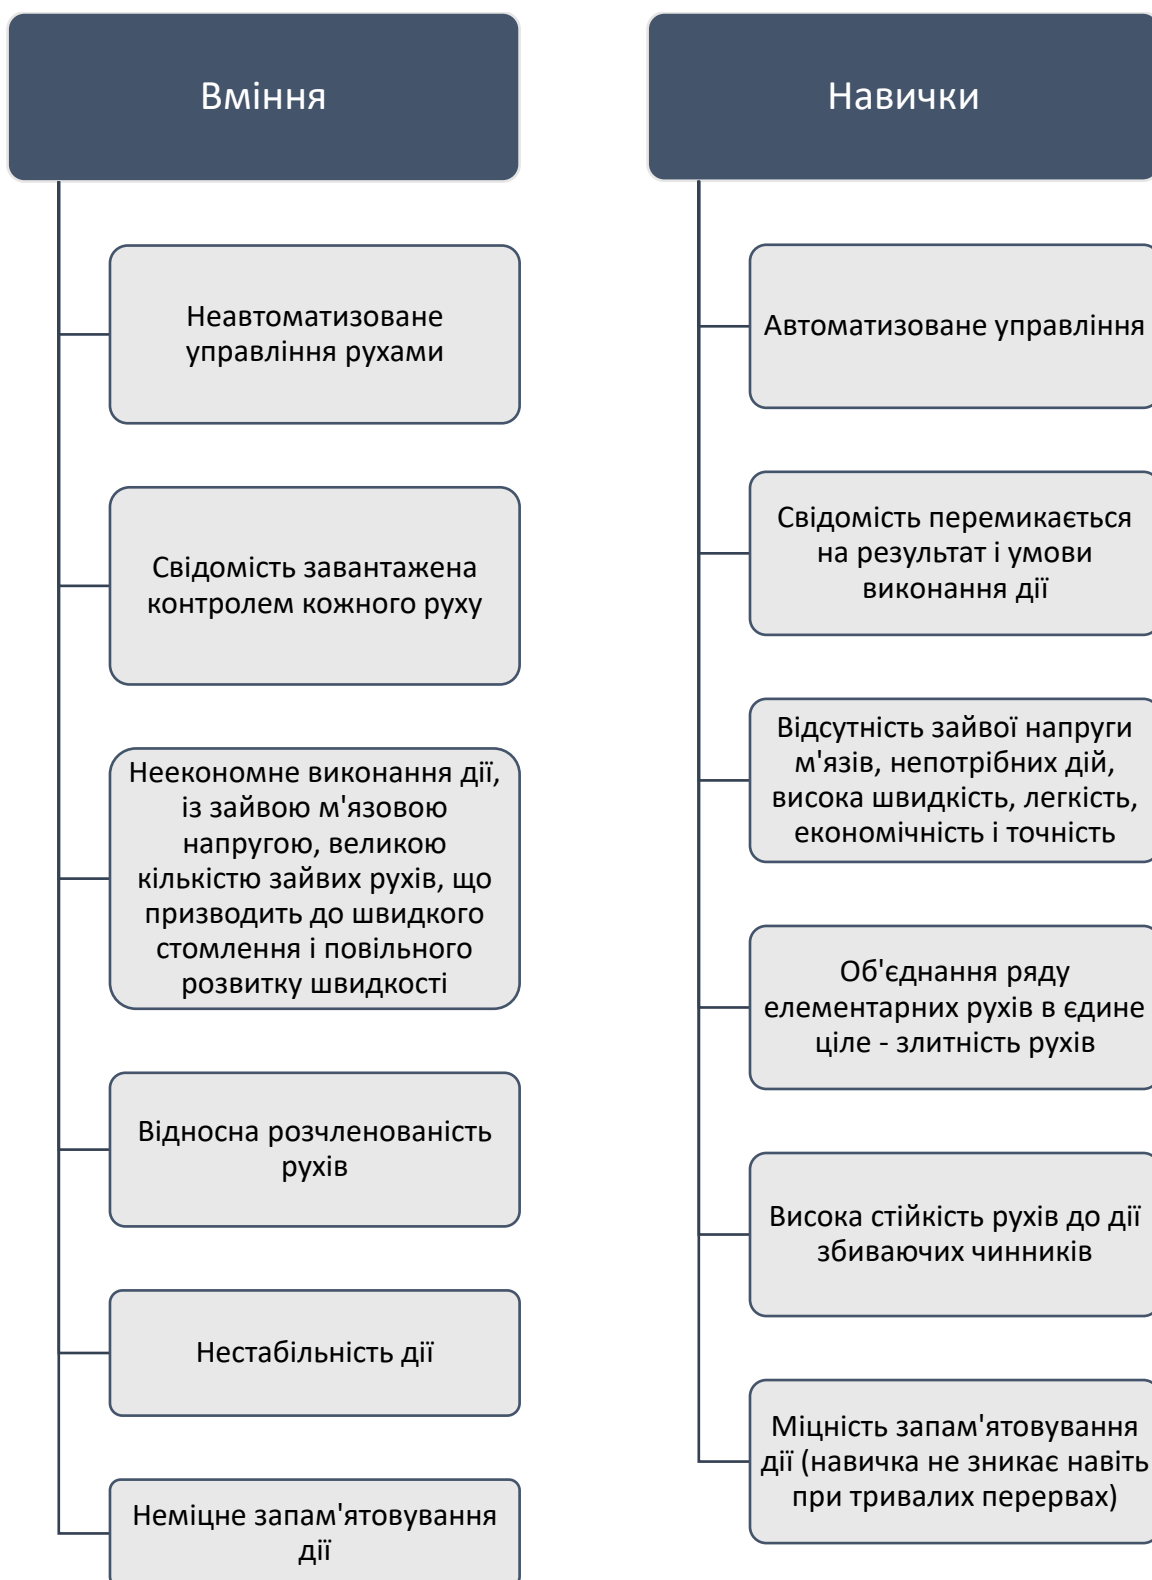 Вміння
Неавтоматизоване
управління рухами
Свідомість завантажена
контролем кожного руху
Неекономне виконання дії,
із зайвою м'язовою
напругою, великою
кількістю зайвих рухів, що
призводить до швидкого
стомлення і повільного
розвитку швидкості
Відносна розчленованість
рухів
Нестабільність дії
Неміцне запам'ятовування
дії
Навички
Автоматизоване управління
Свідомість перемикається
на результат і умови
виконання дії
Відсутність зайвої напруги
м'язів, непотрібних дій,
висока швидкість, легкість,
економічність і точність
Об'єднання ряду
елементарних рухів в єдине
ціле - злитність рухів
Висока стійкість рухів до дії
збиваючих чинників
Міцність запам'ятовування
дії (навичка не зникає навіть
при тривалих перервах)